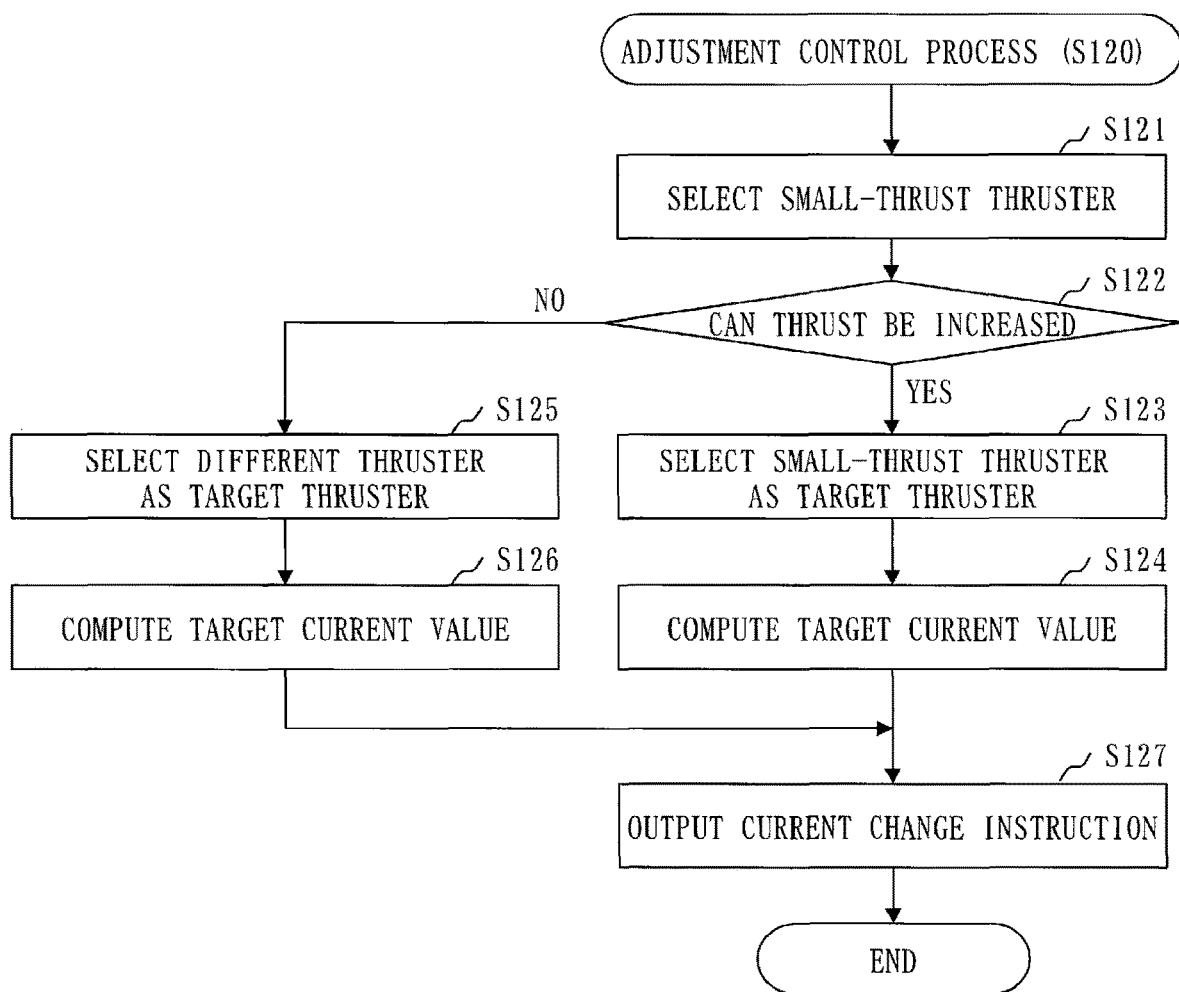 ADJUSTMENT CONTROL PROCESS (S120)
S121
SELECT SMALL-THRUST THRUSTER
S122
CAN THRUST BE INCREASED
NO
YES
S125
SELECT DIFFERENT THRUSTER
AS TARGET THRUSTER
S123
SELECT SMALL-THRUST THRUSTER
AS TARGET THRUSTER
S126
COMPUTE TARGET CURRENT VALUE
S124
COMPUTE TARGET CURRENT VALUE
S127
OUTPUT CURRENT CHANGE INSTRUCTION
END